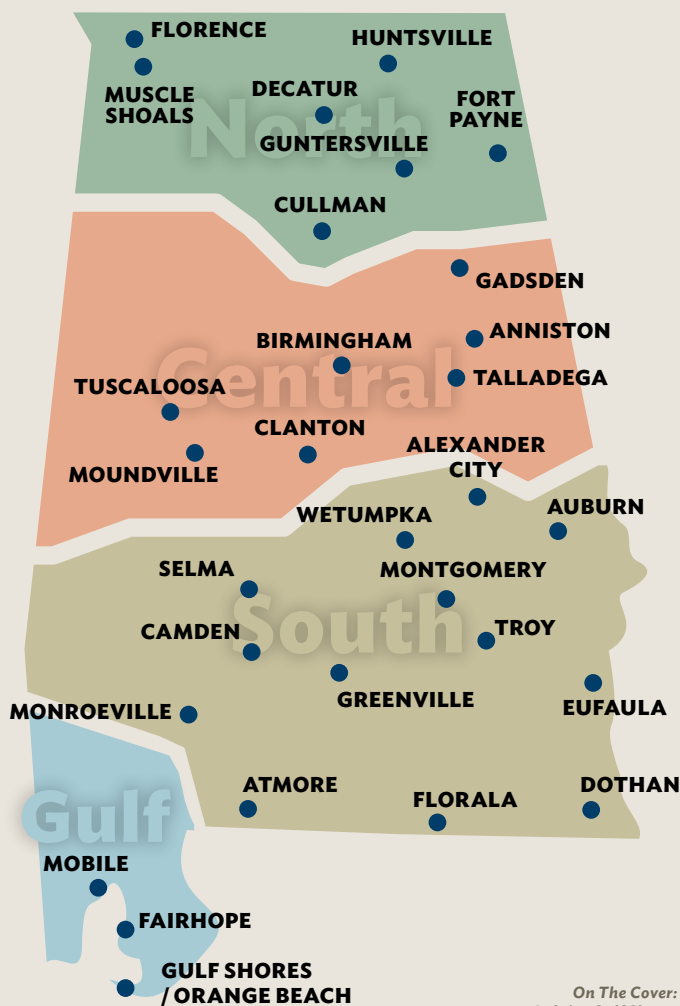 FLORENCE
HUNTSVILLE
MUSCLE
SHOALS
DECATUR
FORT
PAYNE
North
GUNTERSVILLE
CULLMAN
GADSDEN
ANNISTON
BIRMINGHAM
Central
TALLADEGA
TUSCALOOSA
CLANTON
MOUNDVILLE
ALEXANDER
CITY
WETUMPKA
AUBURN
SELMA
MONTGOMERY
South
CAMDEN
TROY
GREENVILLE
EUFAULA
MONROEVILLE
ATMORE
FLORALA
DOTHAN
Gulf
MOBILE
FAIRHOPE
GULF SHORES
/ ORANGE BEACH
On The Cover: